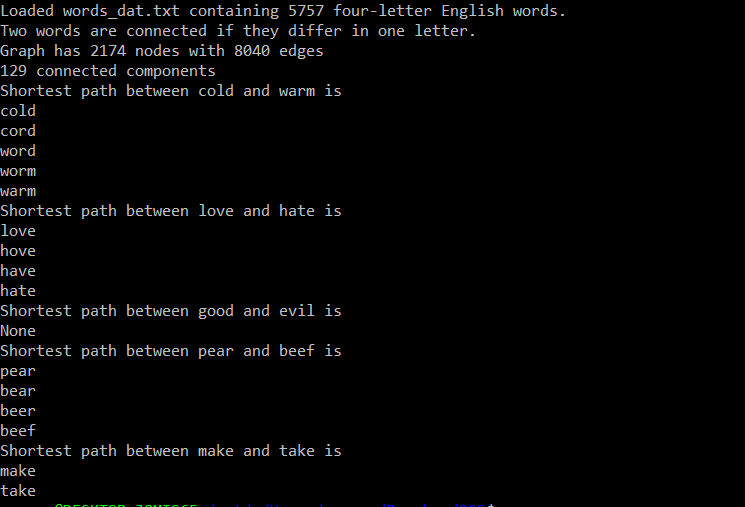 Loaded words_dat.txt containing 5757 four-letter English words.
Two words are connected if they differ in one letter.
Graph has 2174 nodes with 8040 edges
129 connected components
Shortest path between cold and warm is
cold
cord
word
worm
warm
Shortest path between love and hate is
love
hove
have
hate
Shortest path between good and evil is
None
Shortest path between pear and beef is
pear
bear
beer
beef
Shortest path between make and take is
make
take